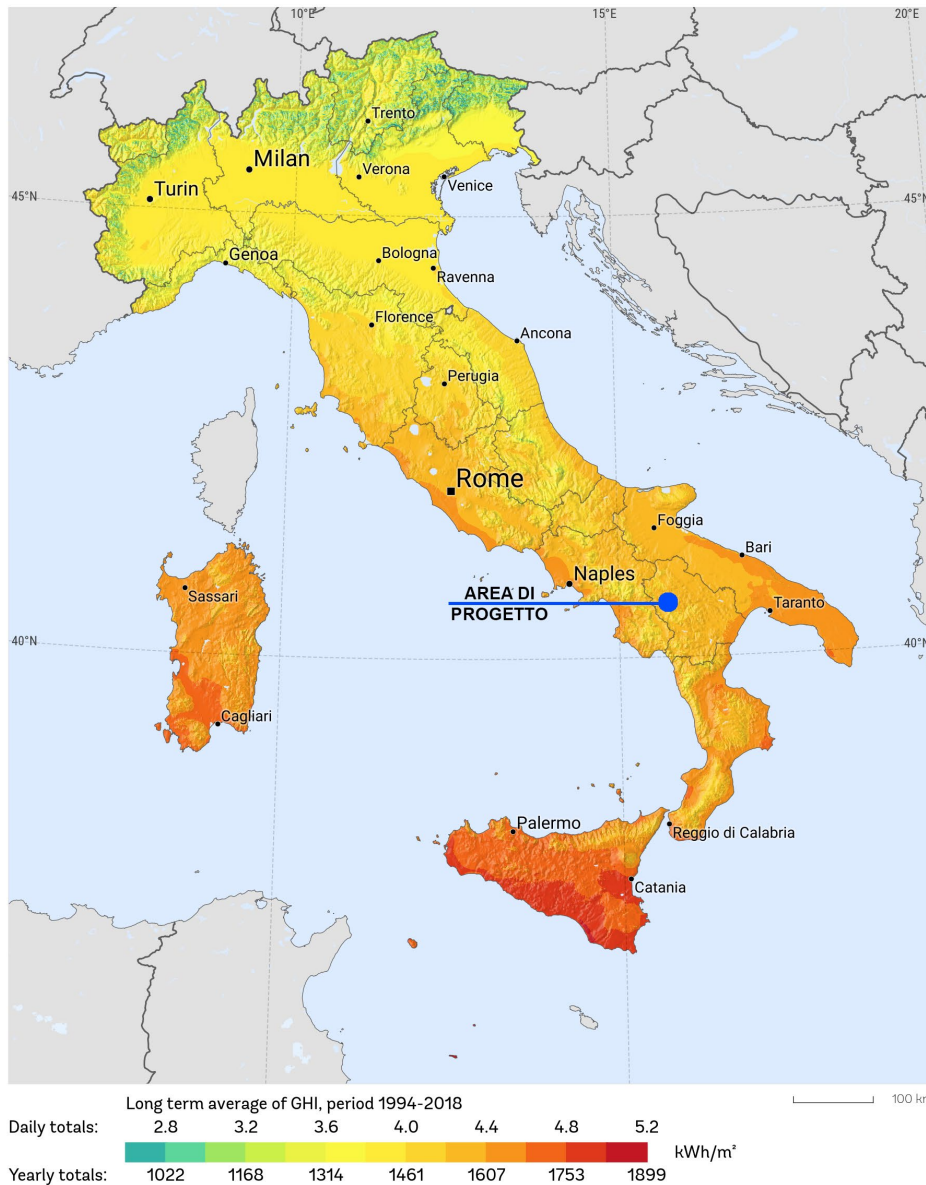 10°E
15°E
20°E
Trento
Milan
Verona
Venice
Turin
45°N
45°N
Genoa
Bologna
Ravenna
Florence
Ancona
Perugia
Rome
Foggia
Bari
Naples
Sassari
AREA DI
PROGETTO
Taranto
40°N
40°N
Cagliari
Palermo
Reggio di Calabria
Catania
Long term average of GHI, period 1994-2018
100 km
Daily totals: 2.8 3.2 3.6 4.0 4.4 4.8 5.2
kWh/m²
Yearly totals: 1022 1168 1314 1461 1607 1753 1899